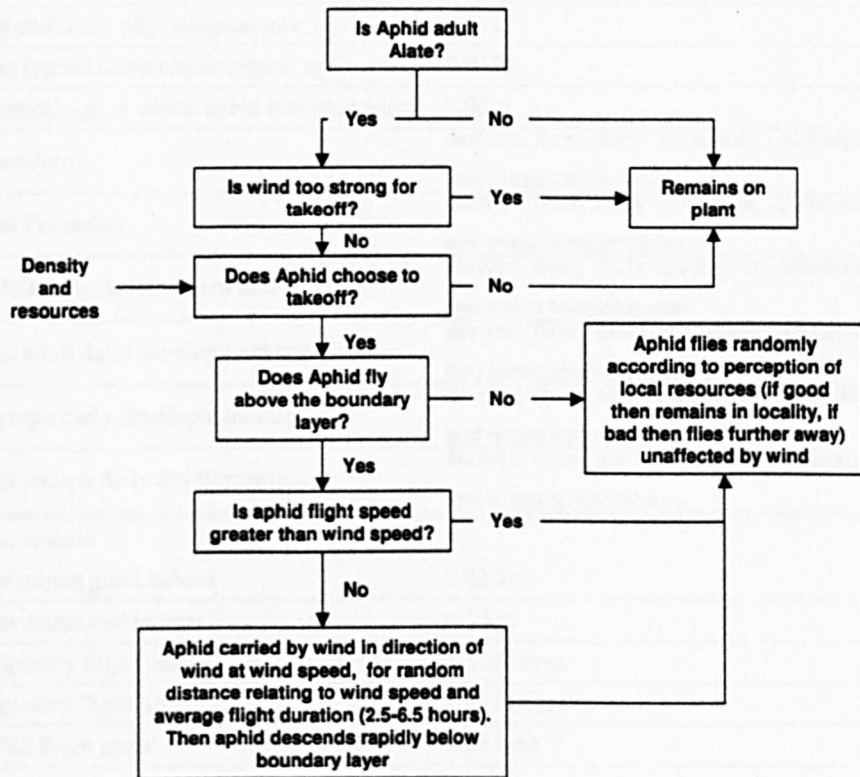 Is Aphid adult
Alate?
Yes
No
Is wind too strong for
takeoff?
Yes
Remains on
plant
No
Density
and
resources
Does Aphid choose to
takeoff?
No
Yes
Does Aphid fly
above the boundary
layer?
No
Aphid flies randomly
according to perception of
local resources (if good
then remains in locality, if
bad then flies further away)
unaffected by wind
Yes
Is aphid flight speed
greater than wind speed?
Yes
No
Aphid carried by wind in direction of
wind at wind speed, for random
distance relating to wind speed and
average flight duration (2.5-6.5 hours).
Then aphid descends rapidly below
boundary layer